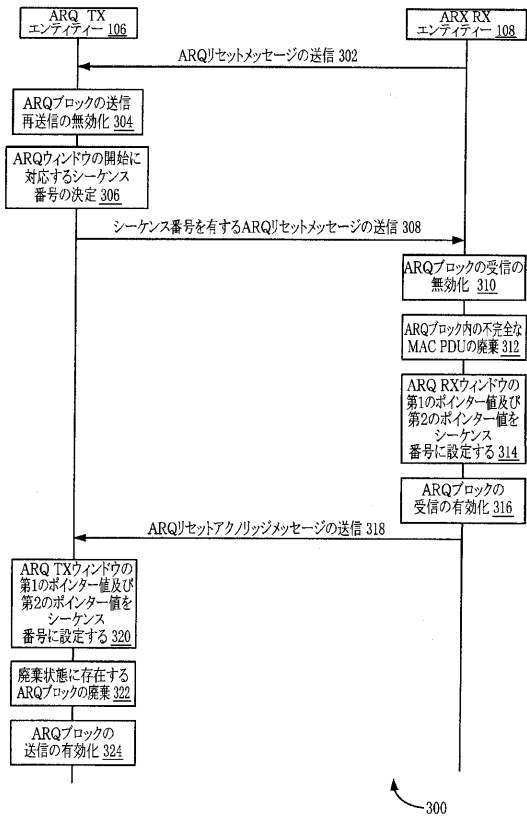 ARQ TX
エンティティー 106
ARX RX
エンティティー 108
ARQリセットメッセージの送信 302
ARQブロックの送信
再送信の無効化 304
ARQウィンドウの開始に
対応するシーケンス
番号の決定 306
シーケンス番号を有するARQリセットメッセージの送信 308
ARQブロックの受信の
無効化 310
ARQブロック内の不完全な
MAC PDUの廃棄 312
ARQ RXウィンドウの
第1のポインター値及び
第2のポインター値を
シーケンス
番号に設定する 314
ARQブロックの
受信の有効化 316
ARQリセットアクノリッジメッセージの送信 318
ARQ TXウィンドウの
第1のポインター値及び
第2のポインター値を
シーケンス
番号に設定する 320
廃棄状態に存在する
ARQブロックの廃棄 322
ARQブロックの
送信の有効化 324
300